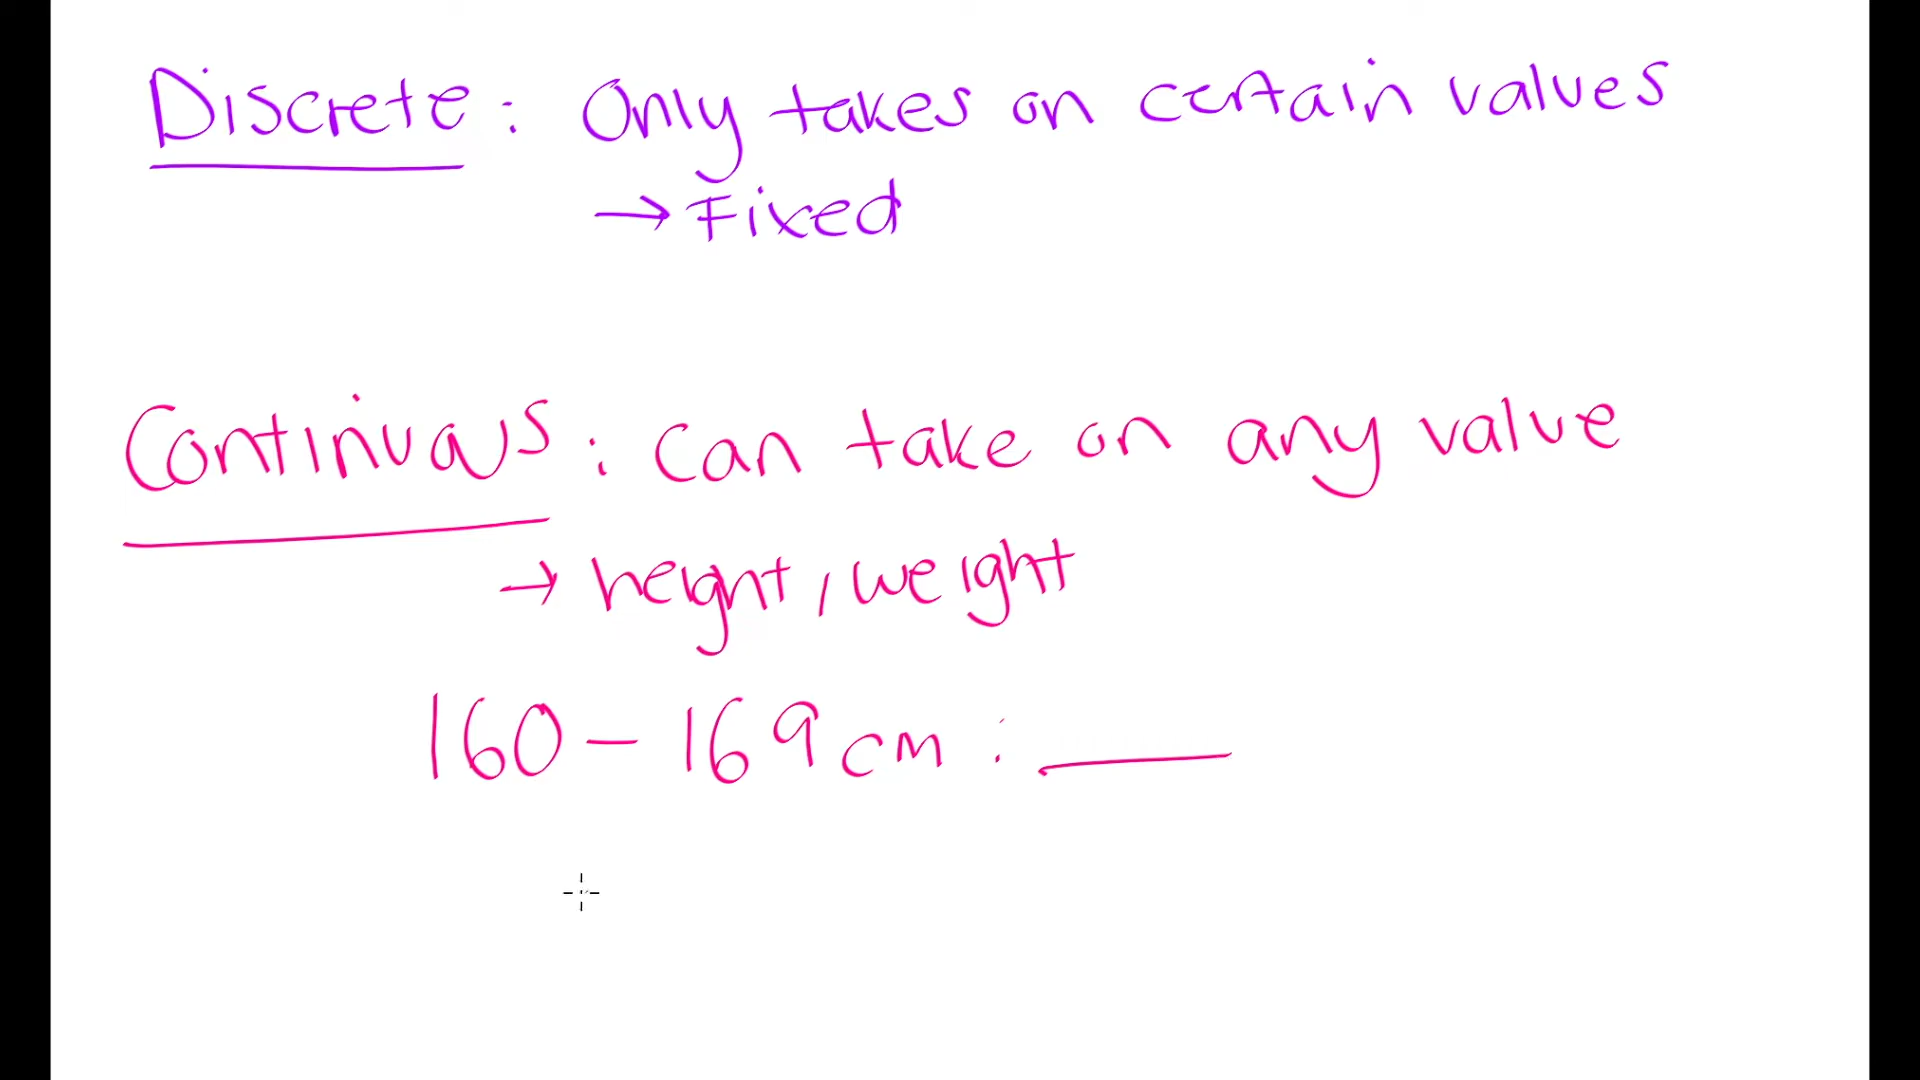 Discrete: Only takes on certain values
→ Fixed
Continuous: can take on any value
→ height, weight
160 - 169 cm : ____